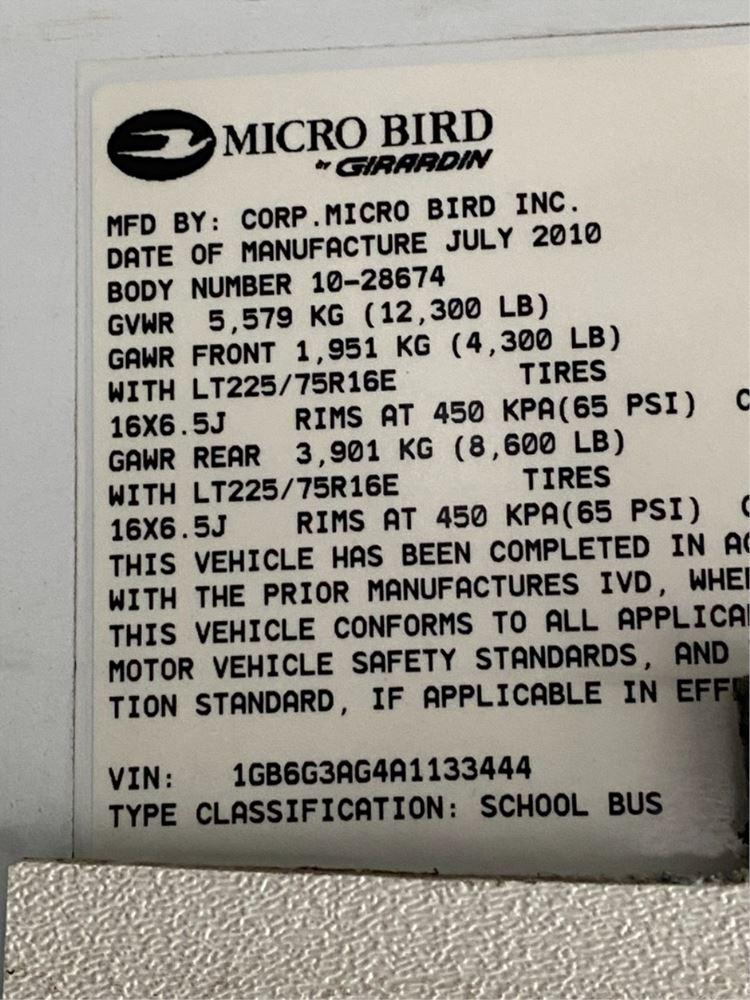 MICRO BIRD
by GIRARDIN
MFD BY: CORP.MICRO BIRD INC.
DATE OF MANUFACTURE JULY 2010
BODY NUMBER 10-28674
GVWR 5,579 KG (12,300 LB)
GAWR FRONT 1,951 KG (4,300 LB)
WITH LT225/75R16E TIRES
16X6.5J RIMS AT 450 KPA(65 PSI)
GAWR REAR 3,901 KG (8,600 LB)
WITH LT225/75R16E TIRES
16X6.5J RIMS AT 450 KPA(65 PSI)
THIS VEHICLE HAS BEEN COMPLETED IN
WITH THE PRIOR MANUFACTURES IVD,
THIS VEHICLE CONFORMS TO ALL
MOTOR VEHICLE SAFETY STANDARDS, AND
TION STANDARD, IF APPLICABLE IN
VIN: 1GB6G3AG4A1133444
TYPE CLASSIFICATION: SCHOOL BUS